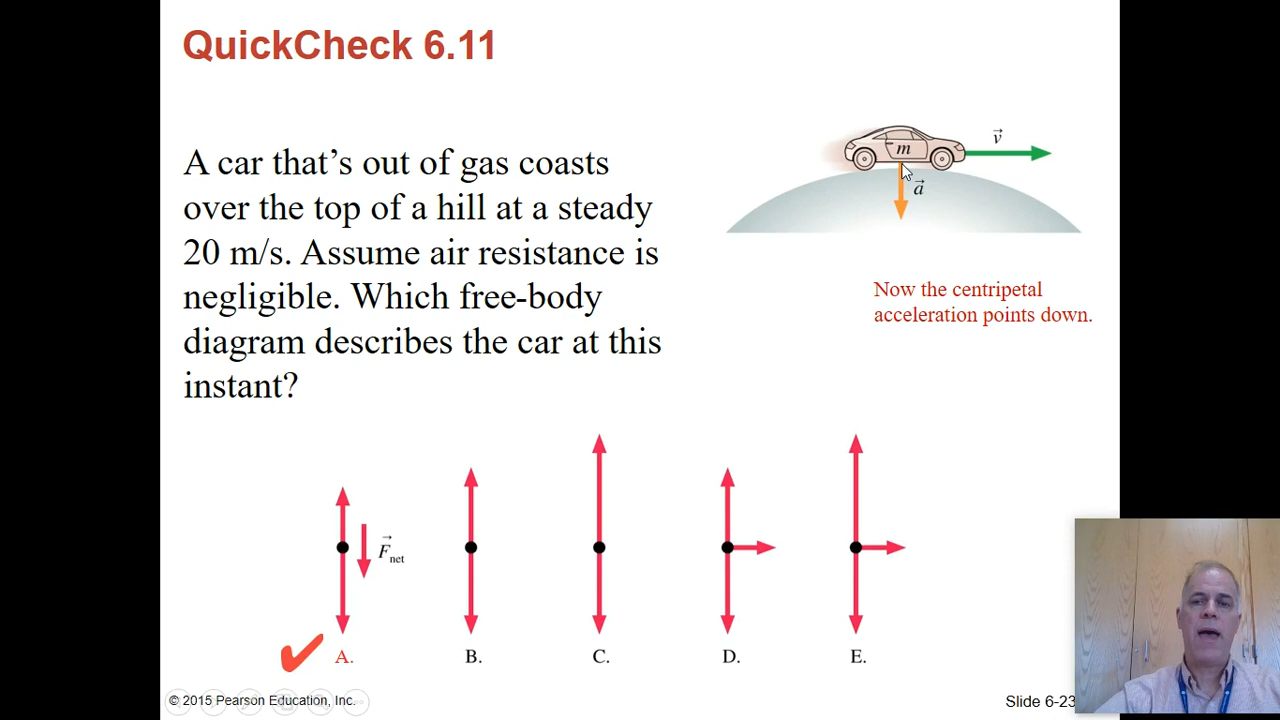 QuickCheck 6.11
A car that’s out of gas coasts
over the top of a hill at a steady
20 m/s. Assume air resistance is
negligible. Which free-body
diagram describes the car at this
instant?
m
v⃗
a⃗
Now the centripetal
acceleration points down.
F⃗net
A.
B.
C.
D.
E.
© 2015 Pearson Education, Inc.
Slide 6-23